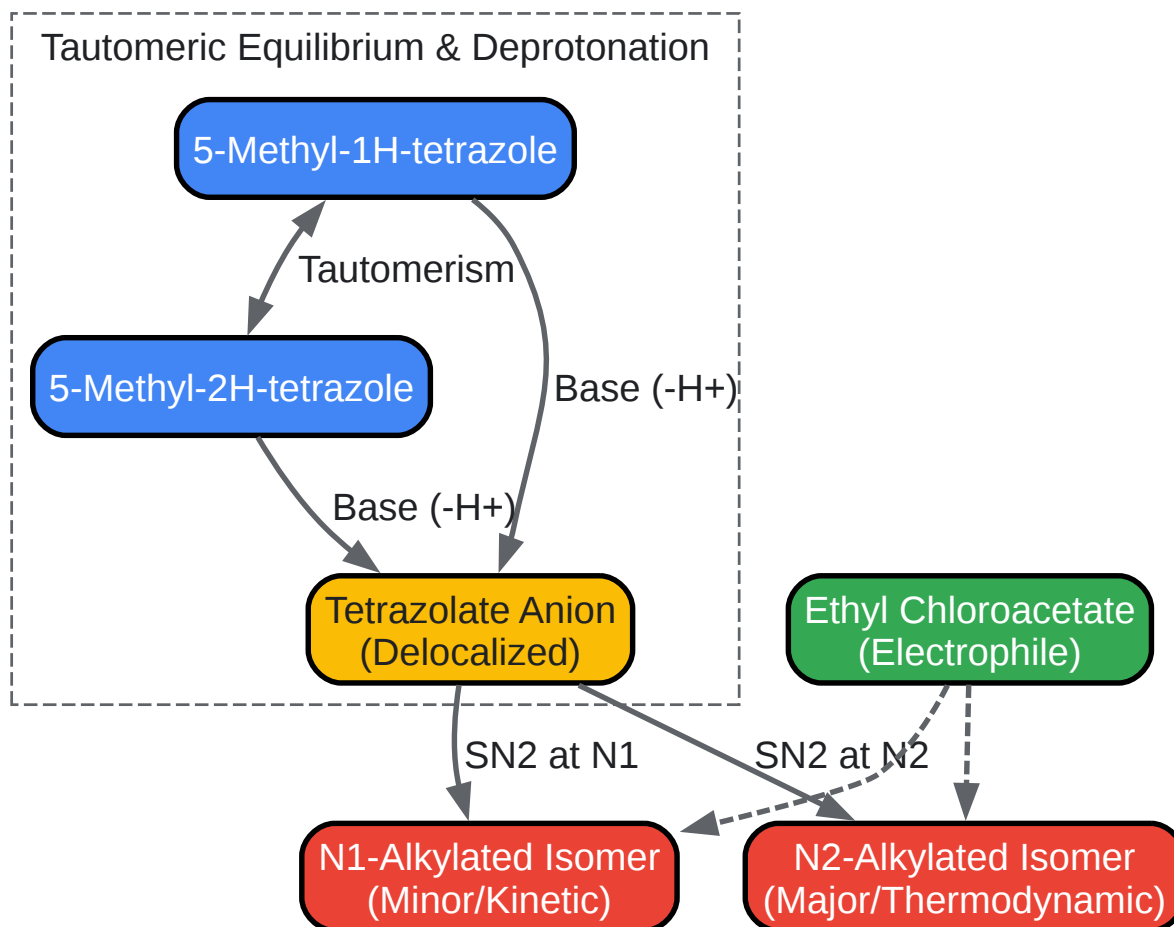 Tautomeric Equilibrium & Deprotonation
5-Methyl-1H-tetrazole
Tautomerism
5-Methyl-2H-tetrazole
Base (-H+)
Base (-H+)
Tetrazolate Anion
(Delocalized)
Ethyl Chloroacetate
(Electrophile)
SN2 at N1
SN2 at N2
N1-Alkylated Isomer
(Minor/Kinetic)
N2-Alkylated Isomer
(Major/Thermodynamic)